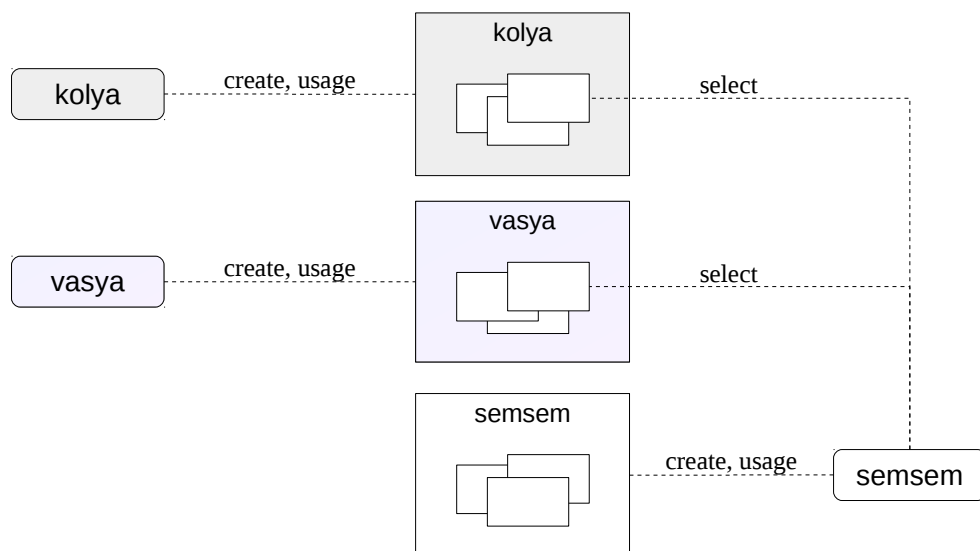 kolya
kolya
create, usage
select
vasya
vasya
create, usage
select
semsem
create, usage
semsem